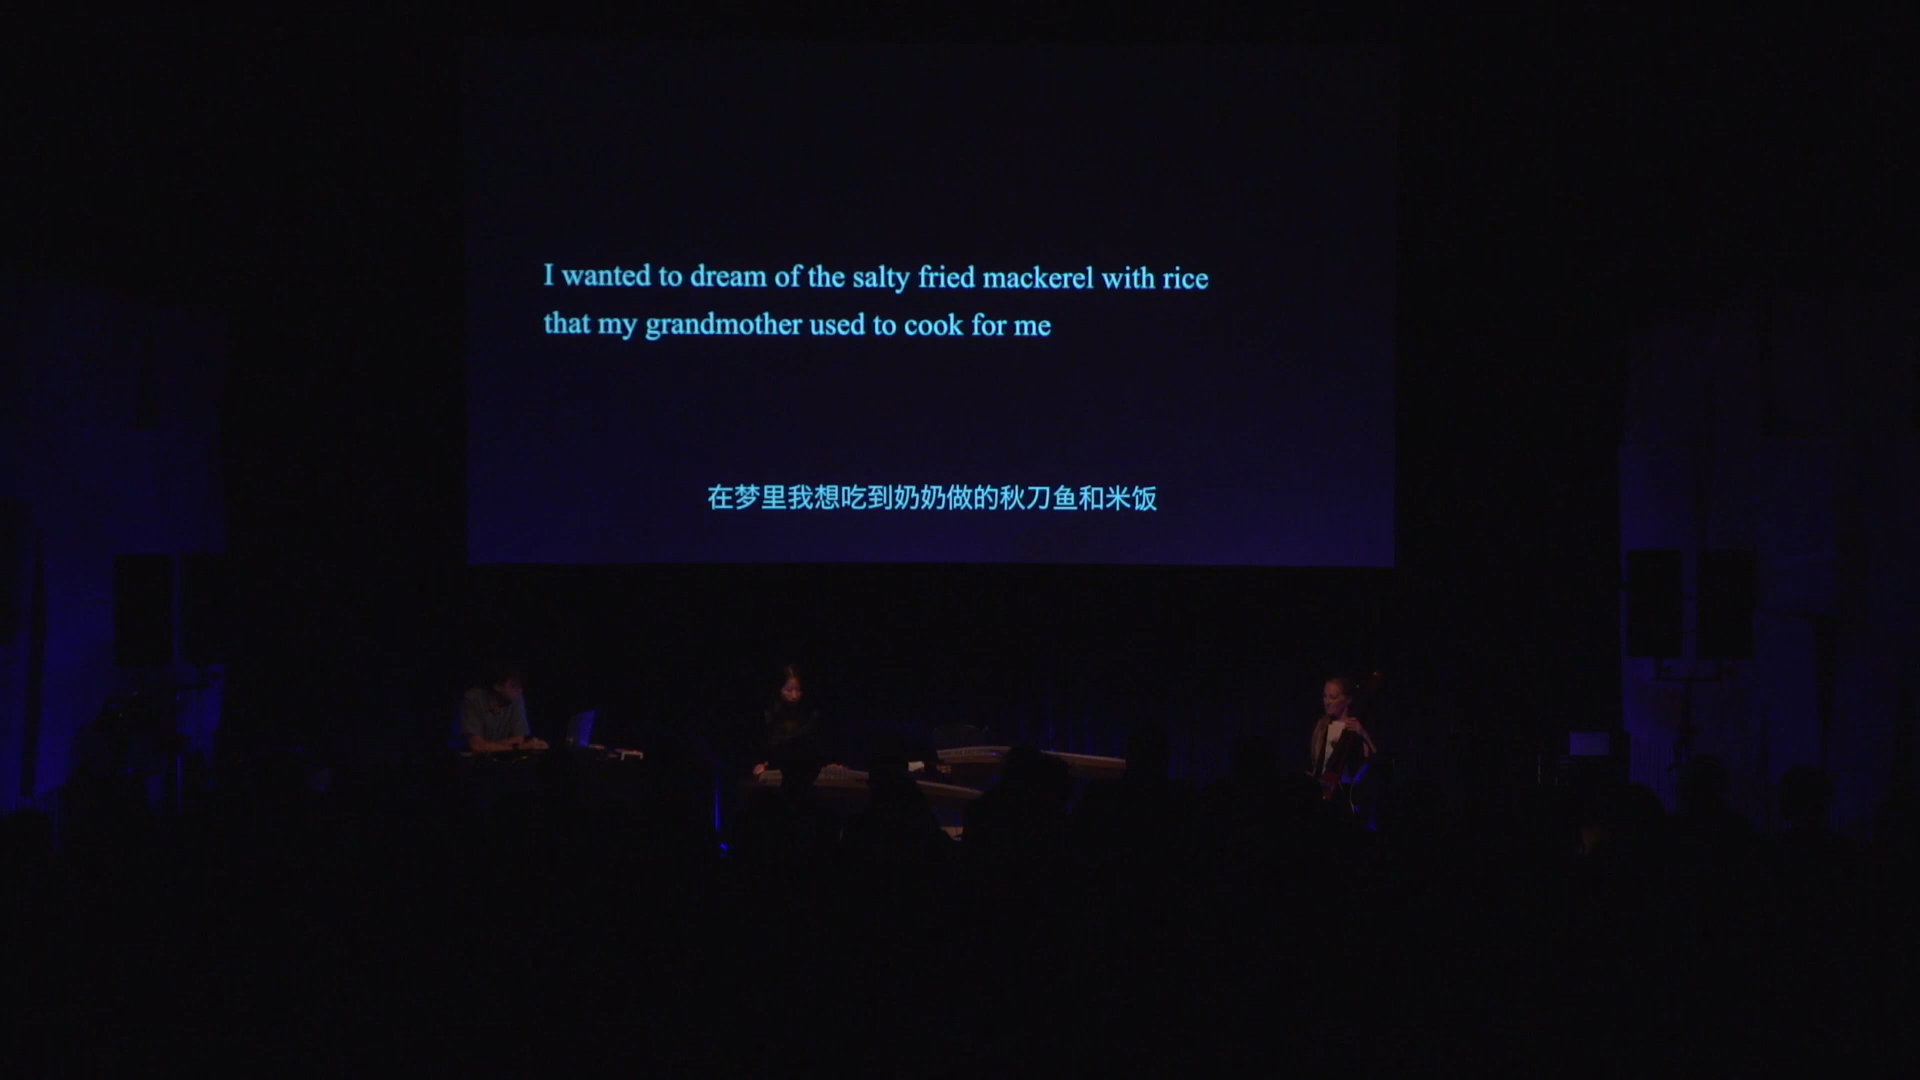 I wanted to dream of the salty fried mackerel with rice
that my grandmother used to cook for me
在梦里我想吃到奶奶做的秋刀鱼和米饭